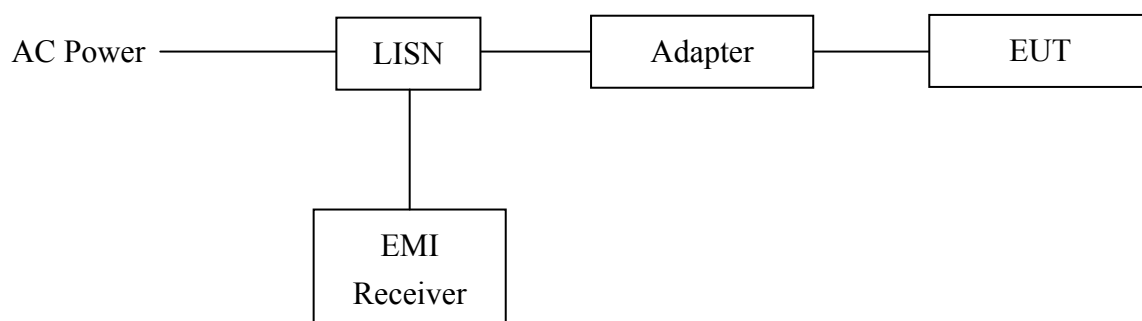 AC Power
LISN
Adapter
EUT
EMI
Receiver